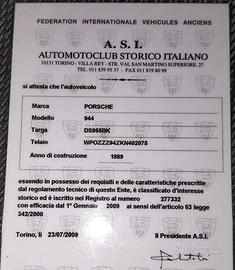 FEDERATION INTERNATIONALE VEHICULES ANCIENS
A. S. I.
AUTOMOTOCLUB STORICO ITALIANO
10131 TORINO - VILLA REY - STR. VAL SAN MARTINO SUPERIORE, 27
TEL. 011 839 95 37 - FAX 011 819 80 98
si attesta che l'autoveicolo
Marca PORSCHE
Modello 944
Targa DS955BK
Telaio WPOZZZ94ZKN402075
Anno di costruzione 1989
essendo in possesso dei requisiti e delle caratteristiche prescritte
dal regolamento tecnico di questo Ente, è classificato d'interesse
storico ed è iscritto nel Registro al numero 277332
con efficacia dal 1° Gennaio 2009 ai sensi dell'articolo 63 legge
342/2000
Torino, li 23/07/2009 Il Presidente A.S.I.